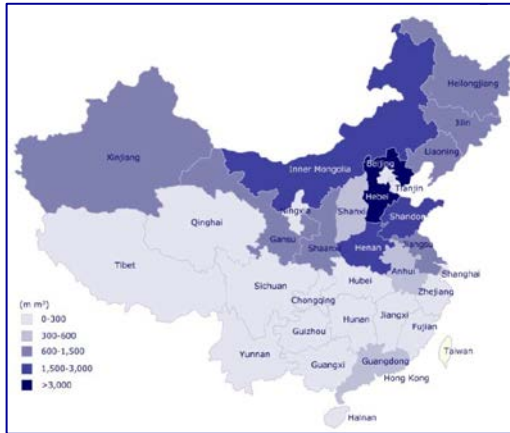 Heilongjiang
Jilin
Liaoning
Xinjiang
Inner Mongolia
Beijing
Tianjin
Hebei
Shanxi
Shandon
Ningxia
Qinghai
Gansu
Shaanxi
Henan
Jiangsu
Tibet
Anhui
Shanghai
Sichuan
Hubei
Zhejiang
Chongqing
Hunan
Jiangxi
Guizhou
Fujian
Yunnan
Guangxi
Guangdong
Taiwan
Hong Kong
Hainan
(m m²)
0-300
300-600
600-1,500
1,500-3,000
>3,000